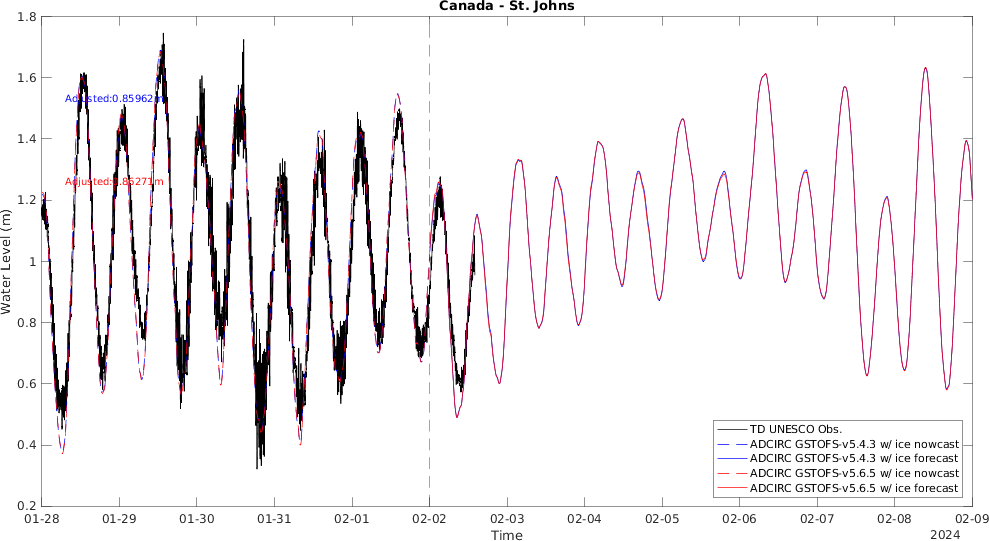 Canada - St. Johns
1.8
1.6
1.4
1.2
1
0.8
0.6
0.4
0.2
Water Level (m)
Adjusted:0.85962m
Adjusted:0.85271m
TD UNESCO Obs.
ADCIRC GSTOFS-v5.4.3 w/ ice nowcast
ADCIRC GSTOFS-v5.4.3 w/ ice forecast
ADCIRC GSTOFS-v5.6.5 w/ ice nowcast
ADCIRC GSTOFS-v5.6.5 w/ ice forecast
01-28 01-29 01-30 01-31 02-01 02-02 02-03 02-04 02-05 02-06 02-07 02-08 02-09
Time
2024